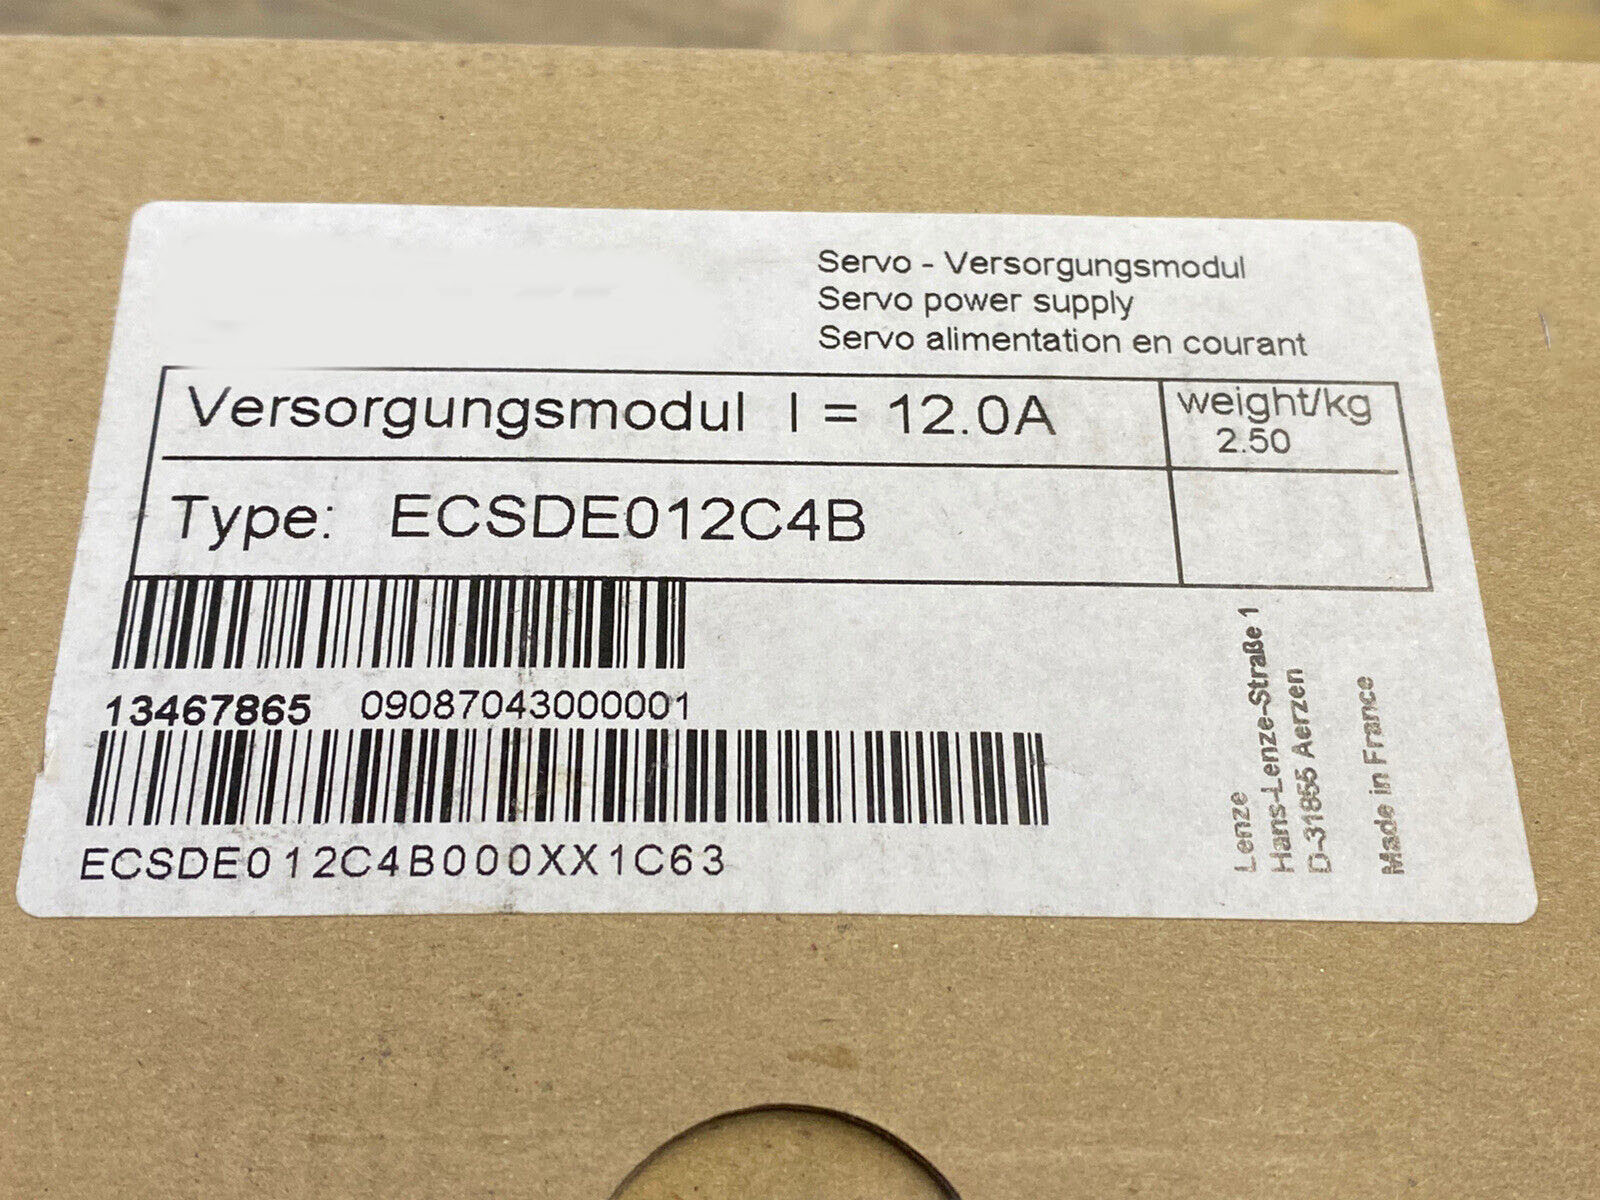 Servo - Versorgungsmodul
Servo power supply
Servo alimentation en courant
Versorgungsmodul I = 12.0A
weight/kg
2.50
Type: ECSDE012C4B
13467865 09087043000001
ECSDE012C4B000XX1C63
Lenze
Hans-Lenze-Straße 1
D-31855 Aerzen
Made in France